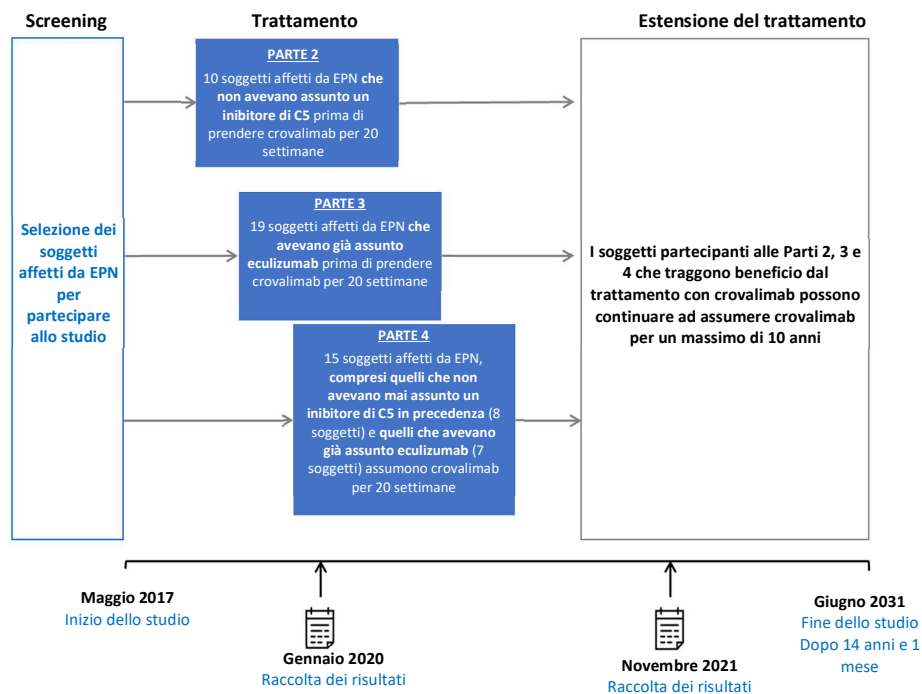 Screening
Trattamento
Estensione del trattamento
Selezione dei
soggetti
affetti da EPN
per
partecipare
allo studio
PARTE 2
10 soggetti affetti da EPN che
non avevano assunto un
inibitore di C5 prima di
prendere crovalimab per 20
settimane
PARTE 3
19 soggetti affetti da EPN che
avevano già assunto
eculizumab prima di prendere
crovalimab per 20 settimane
PARTE 4
15 soggetti affetti da EPN,
compresi quelli che non
avevano mai assunto un
inibitore di C5 in precedenza (8
soggetti) e quelli che avevano
già assunto eculizumab (7
soggetti) assumono crovalimab
per 20 settimane
I soggetti partecipanti alle Parti 2, 3 e
4 che traggono beneficio dal
trattamento con crovalimab possono
continuare ad assumere crovalimab
per un massimo di 10 anni
Maggio 2017
Inizio dello studio
Gennaio 2020
Raccolta dei risultati
Novembre 2021
Raccolta dei risultati
Giugno 2031
Fine dello studio
Dopo 14 anni e 1
mese